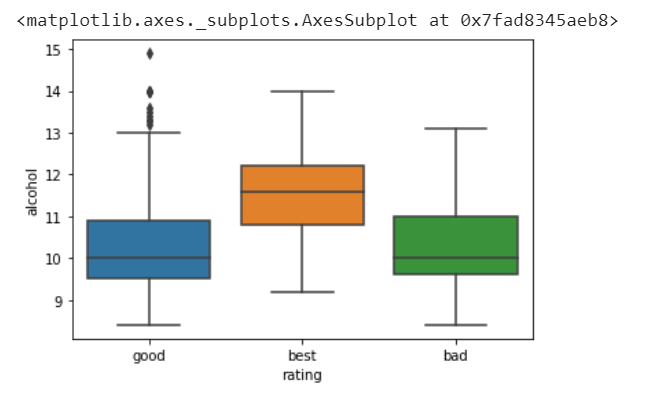 <matplotlib.axes._subplots.AxesSubplot at 0x7fad8345aeb8>
15
14
13
12
11
10
9
alcohol
good best bad
rating